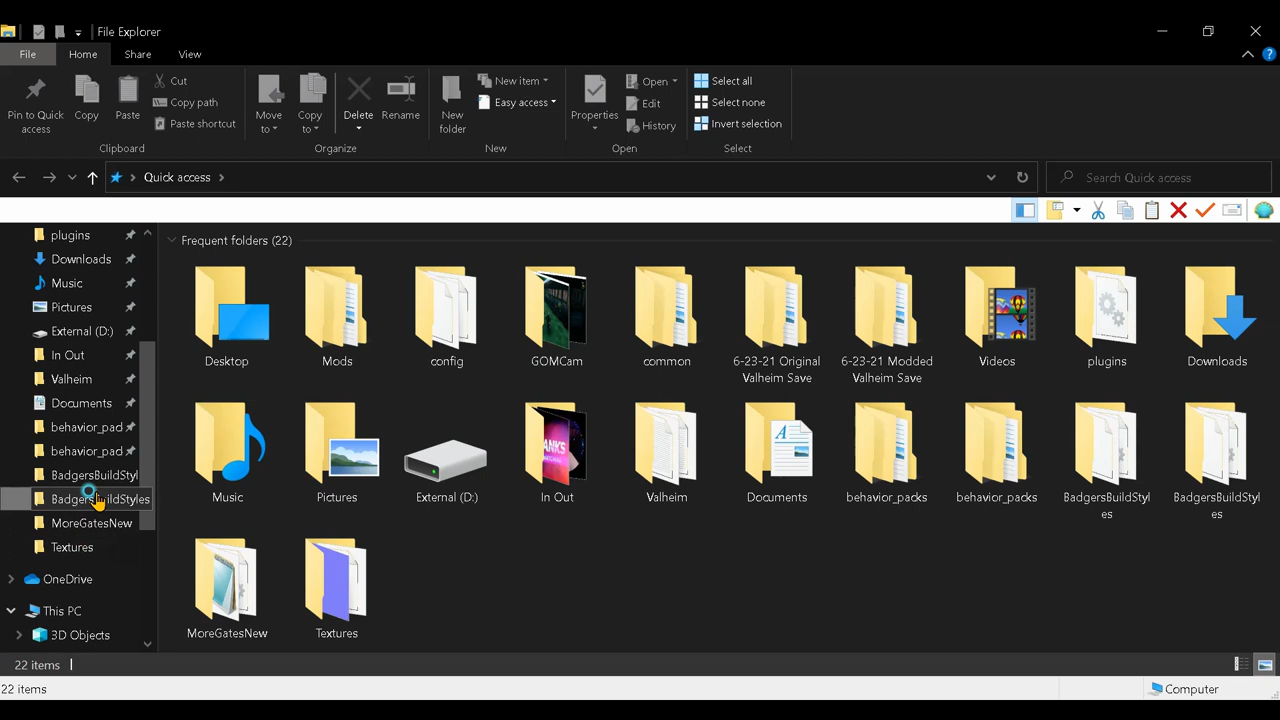 File Explorer
File
Home
Share
View
Pin to Quick
access
Copy
Paste
Cut
Copy path
Paste shortcut
Clipboard
Move
to
Copy
to
Delete
Rename
Organize
New
folder
New item
Easy access
New
Properties
Open
Edit
History
Open
Select all
Select none
Invert selection
Select
Quick access
Search Quick access
plugins
Downloads
Music
Pictures
External (D:)
In Out
Valheim
Documents
behavior_pad
behavior_pad
BadgersBuildStyl
BadgersBuildStyles
MoreGatesNew
Textures
OneDrive
This PC
3D Objects
Frequent folders (22)
Desktop
Mods
config
GOMCam
common
6-23-21 Original
Valheim Save
6-23-21 Modded
Valheim Save
Videos
plugins
Downloads
Music
Pictures
External (D:)
In Out
Valheim
Documents
behavior_packs
behavior_packs
BadgersBuildStyl
es
BadgersBuildStyl
es
MoreGatesNew
Textures
22 items
22 items
Computer